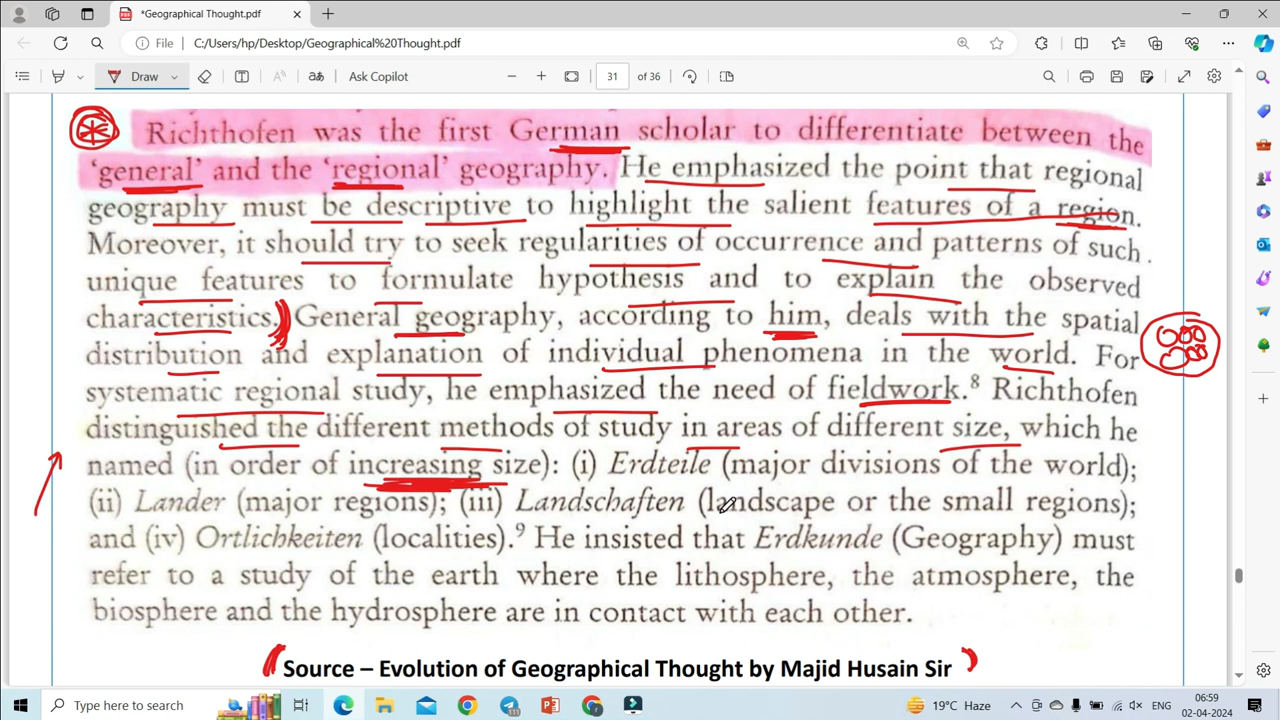 *Geographical Thought.pdf
File
C:/Users/hp/Desktop/Geographical%20Thought.pdf
Draw
Ask Copilot
31 of 36
Richthofen was the first German scholar to differentiate between the
‘general’ and the ‘regional’ geography. He emphasized the point that regional
geography must be descriptive to highlight the salient features of a region.
Moreover, it should try to seek regularities of occurrence and patterns of such
unique features to formulate hypothesis and to explain the observed
characteristics. General geography, according to him, deals with the spatial
distribution and explanation of individual phenomena in the world. For
systematic regional study, he emphasized the need of fieldwork.⁸ Richthofen
distinguished the different methods of study in areas of different size, which he
named (in order of increasing size): (i) Erdteile (major divisions of the world);
(ii) Lander (major regions); (iii) Landschaften (landscape or the small regions);
and (iv) Ortlichkeiten (localities).⁹ He insisted that Erdkunde (Geography) must
refer to a study of the earth where the lithosphere, the atmosphere, the
biosphere and the hydrosphere are in contact with each other.
Source – Evolution of Geographical Thought by Majid Husain Sir
Type here to search
19°C Haze
ENG
06:59
02-04-2024